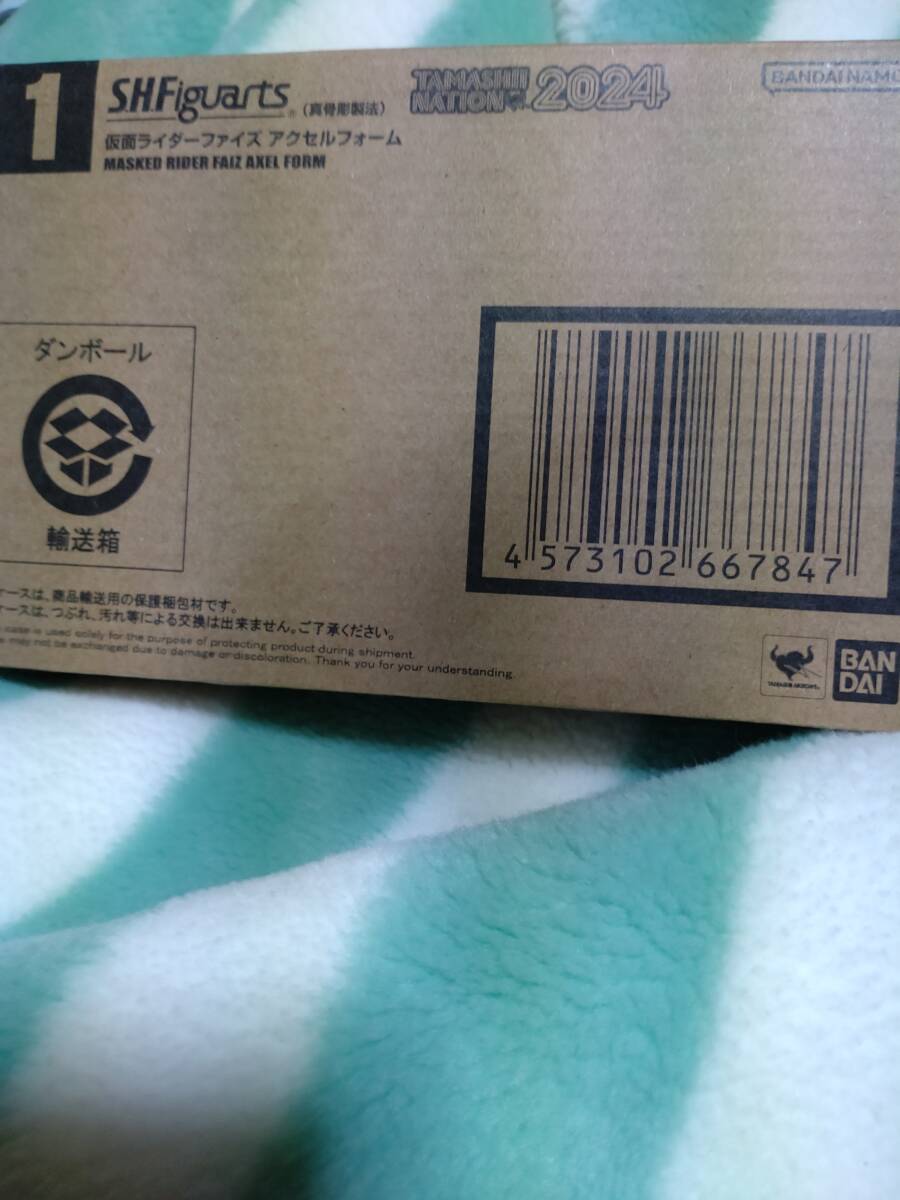 1
S.H.Figuarts ® (真骨彫製法)
TAMASHII NATION 2024
BANDAI NAMCO
仮面ライダーファイズ アクセルフォーム
MASKED RIDER FAIZ AXEL FORM
ダンボール
輸送箱
4 573102 667847
ースは、商品輸送用の保護梱包材です。
ースは、つぶれ、汚れ等による交換は出来ません。ご了承ください。
case is used solely for the purpose of protecting product during shipment.
may not be exchanged due to damage or discoloration. Thank you for your understanding.
TAMASHII NATIONS
BAN
DAI